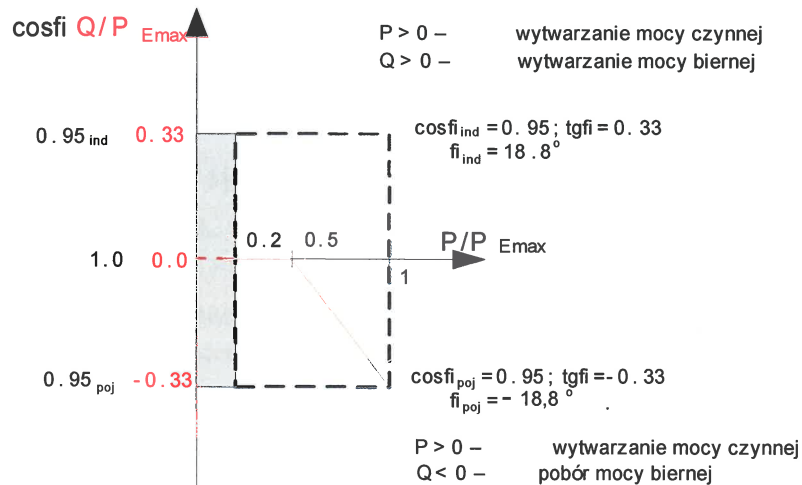 cosfi Q/P Emax
P > 0 – wytwarzanie mocy czynnej
Q > 0 – wytwarzanie mocy biernej
0.95 ind 0.33
cosfi ind = 0.95; tgfi = 0.33
fi ind = 18.8°
0.2 0.5 P/P Emax
1.0 0.0
1
0.95 poj -0.33
cosfi poj = 0.95; tgfi = - 0.33
fi poj = - 18,8 °
P > 0 – wytwarzanie mocy czynnej
Q < 0 – pobór mocy biernej